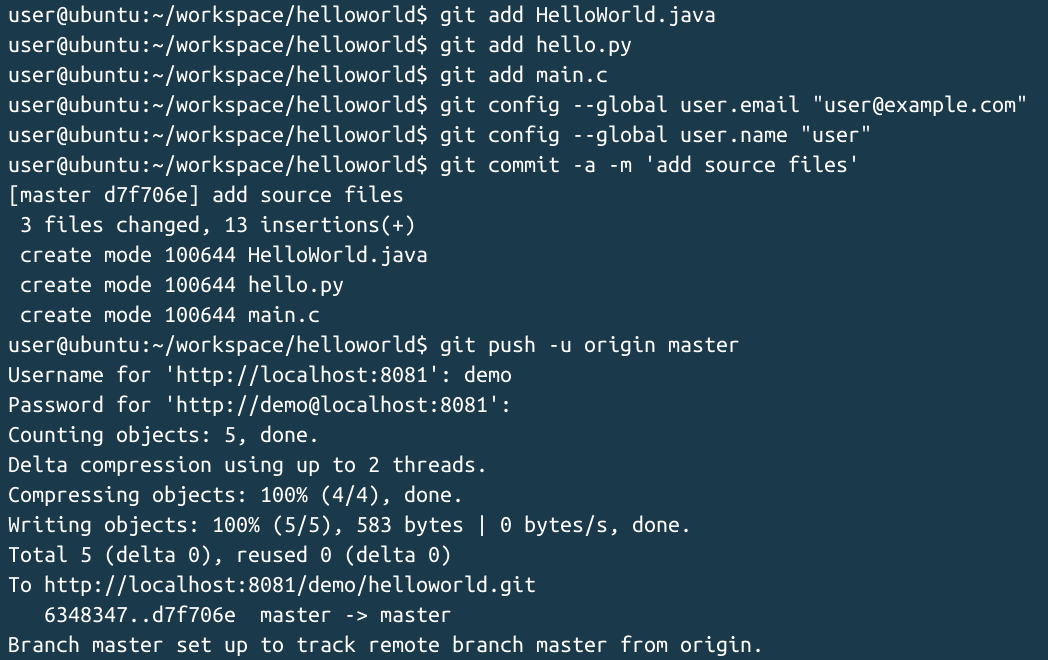 user@ubuntu:~/workspace/helloworld$ git add HelloWorld.java
user@ubuntu:~/workspace/helloworld$ git add hello.py
user@ubuntu:~/workspace/helloworld$ git add main.c
user@ubuntu:~/workspace/helloworld$ git config --global user.email "user@example.com"
user@ubuntu:~/workspace/helloworld$ git config --global user.name "user"
user@ubuntu:~/workspace/helloworld$ git commit -a -m 'add source files'
[master d7f706e] add source files
 3 files changed, 13 insertions(+)
 create mode 100644 HelloWorld.java
 create mode 100644 hello.py
 create mode 100644 main.c
user@ubuntu:~/workspace/helloworld$ git push -u origin master
Username for 'http://localhost:8081': demo
Password for 'http://demo@localhost:8081':
Counting objects: 5, done.
Delta compression using up to 2 threads.
Compressing objects: 100% (4/4), done.
Writing objects: 100% (5/5), 583 bytes | 0 bytes/s, done.
Total 5 (delta 0), reused 0 (delta 0)
To http://localhost:8081/demo/helloworld.git
   6348347..d7f706e  master -> master
Branch master set up to track remote branch master from origin.